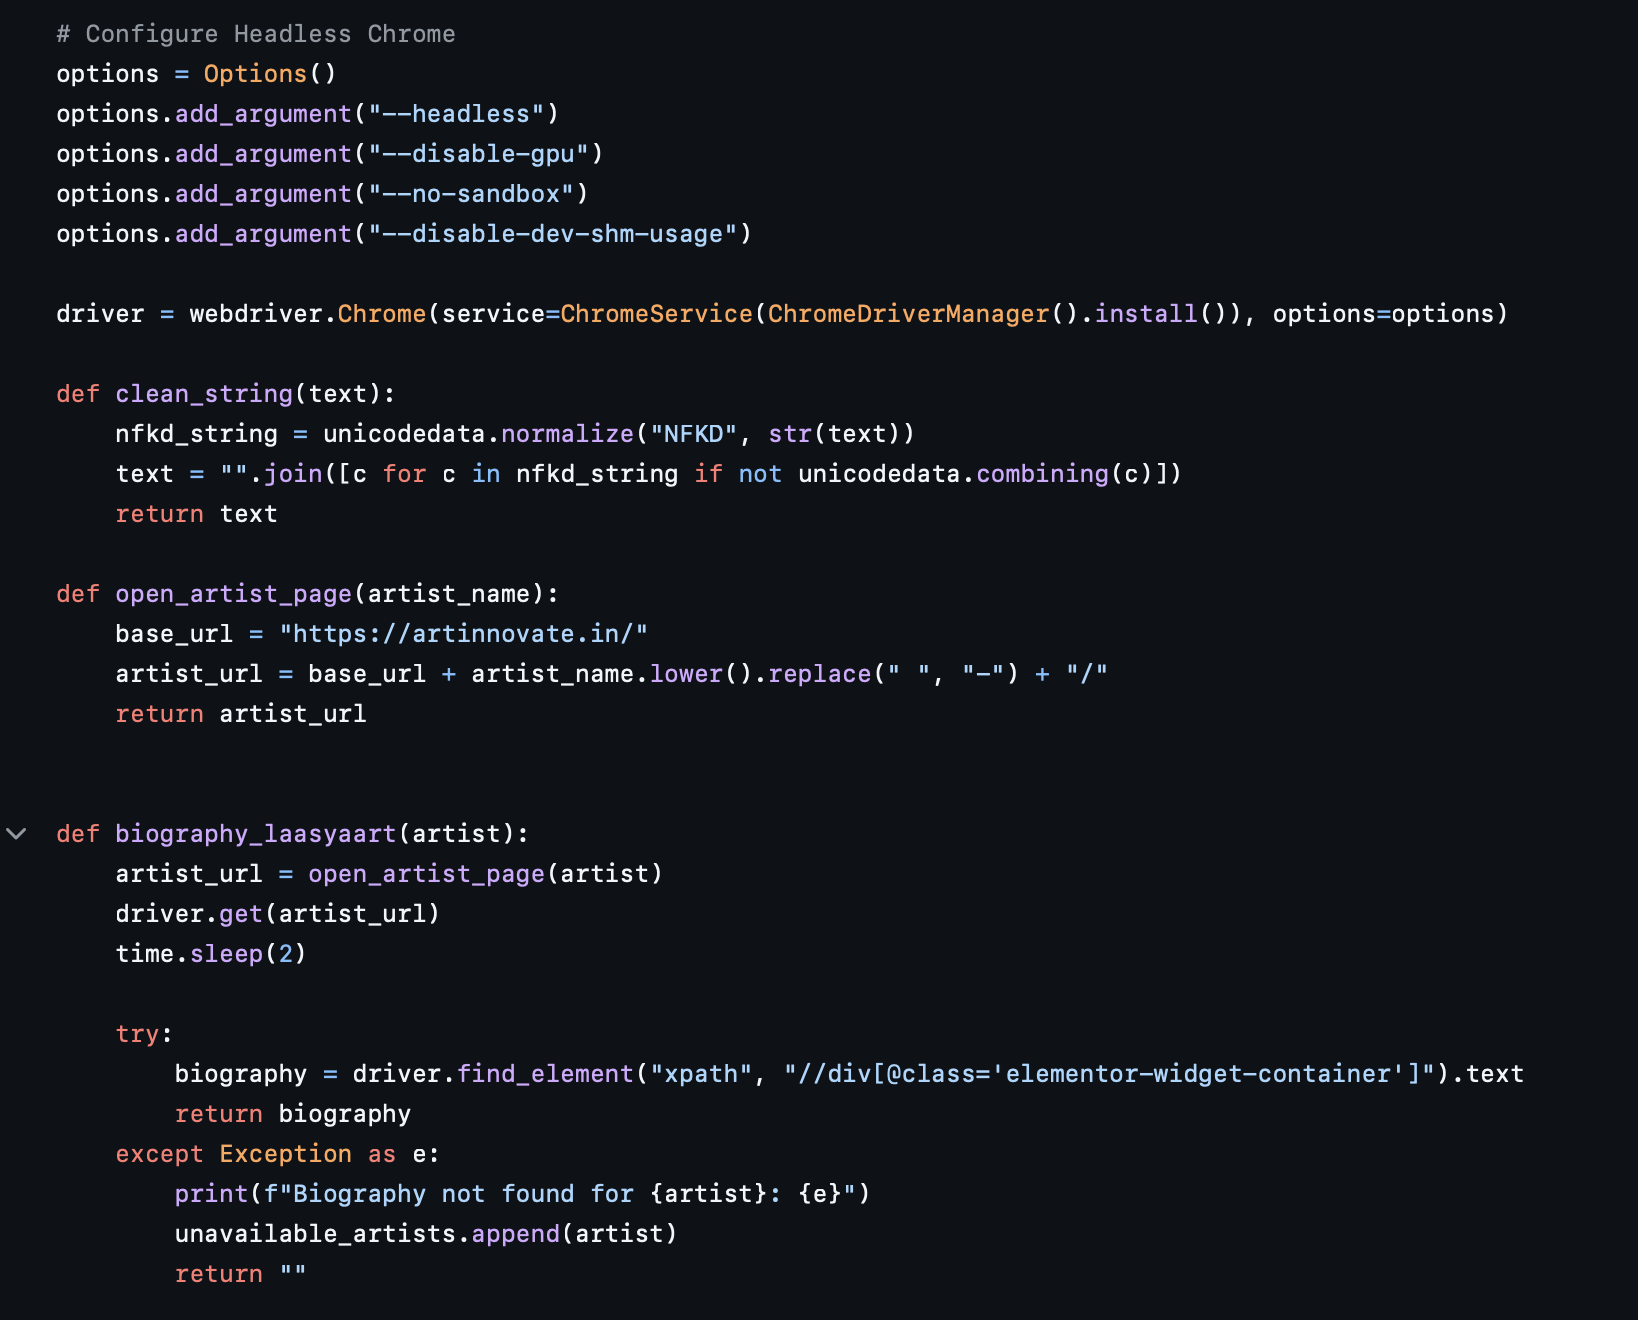 # Configure Headless Chrome
options = Options()
options.add_argument("--headless")
options.add_argument("--disable-gpu")
options.add_argument("--no-sandbox")
options.add_argument("--disable-dev-shm-usage")

driver = webdriver.Chrome(service=ChromeService(ChromeDriverManager().install()), options=options)

def clean_string(text):
    nfkd_string = unicodedata.normalize("NFKD", str(text))
    text = "".join([c for c in nfkd_string if not unicodedata.combining(c)])
    return text

def open_artist_page(artist_name):
    base_url = "https://artinnovate.in/"
    artist_url = base_url + artist_name.lower().replace(" ", "-") + "/"
    return artist_url


def biography_laasyaart(artist):
    artist_url = open_artist_page(artist)
    driver.get(artist_url)
    time.sleep(2)

    try:
        biography = driver.find_element("xpath", "//div[@class='elementor-widget-container']").text
        return biography
    except Exception as e:
        print(f"Biography not found for {artist}: {e}")
        unavailable_artists.append(artist)
        return ""